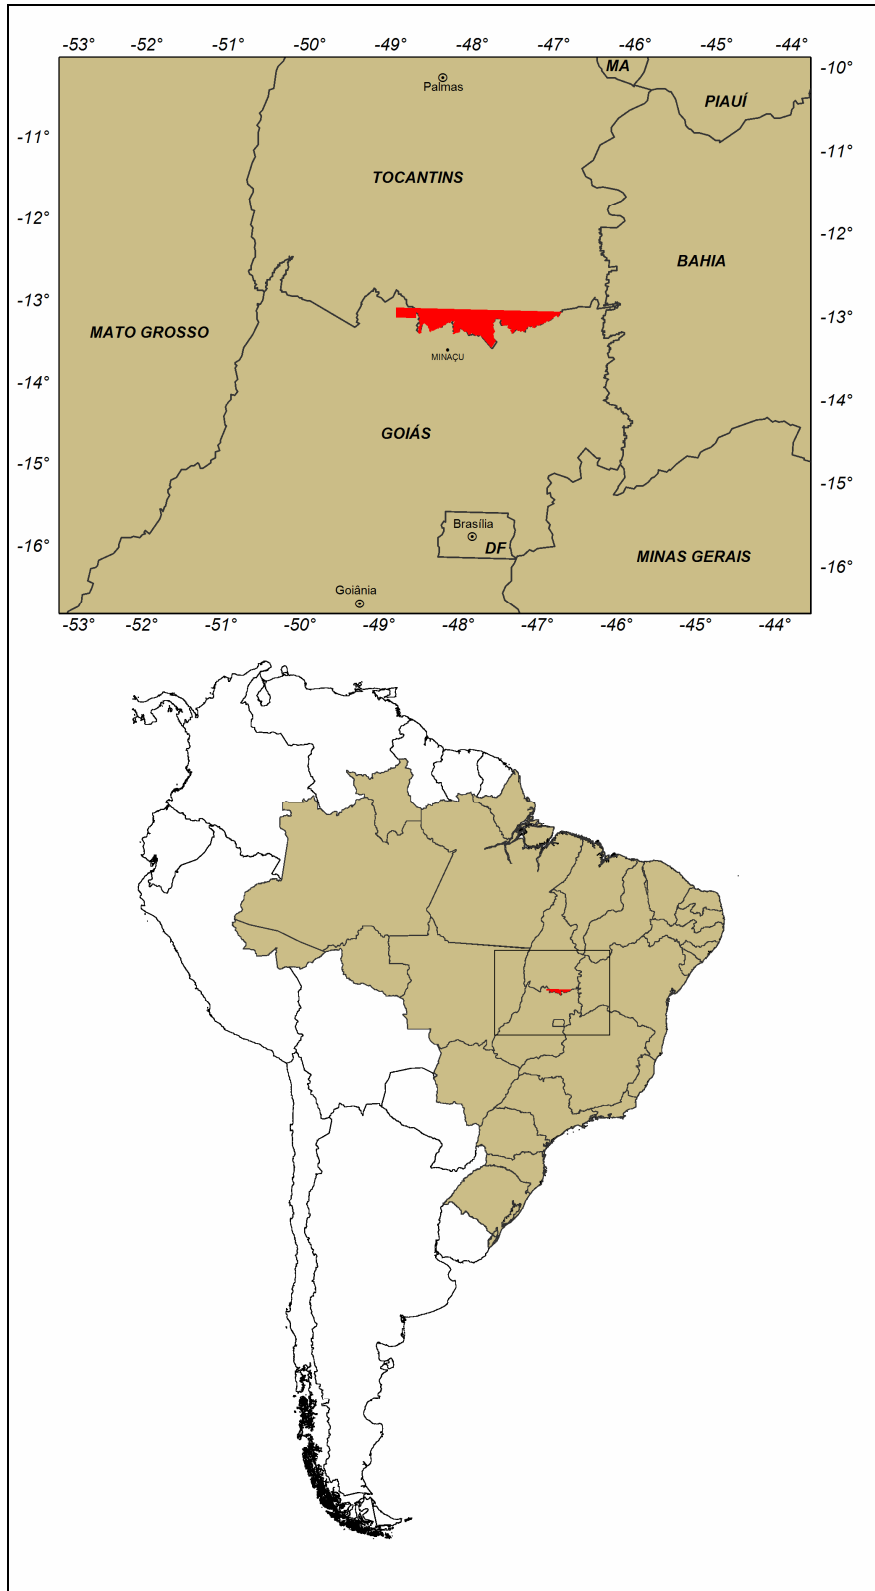 -53° -52° -51° -50° -49° -48° -47° -46° -45° -44°
MA
-10°
Palmas
PIAUÍ
-11° -11°
TOCANTINS
-12° -12°
BAHIA
-13° -13°
MATO GROSSO
MINAÇU
-14° -14°
GOIÁS
-15° -15°
Brasília
DF
-16° -16°
MINAS GERAIS
Goiânia
-53° -52° -51° -50° -49° -48° -47° -46° -45° -44°